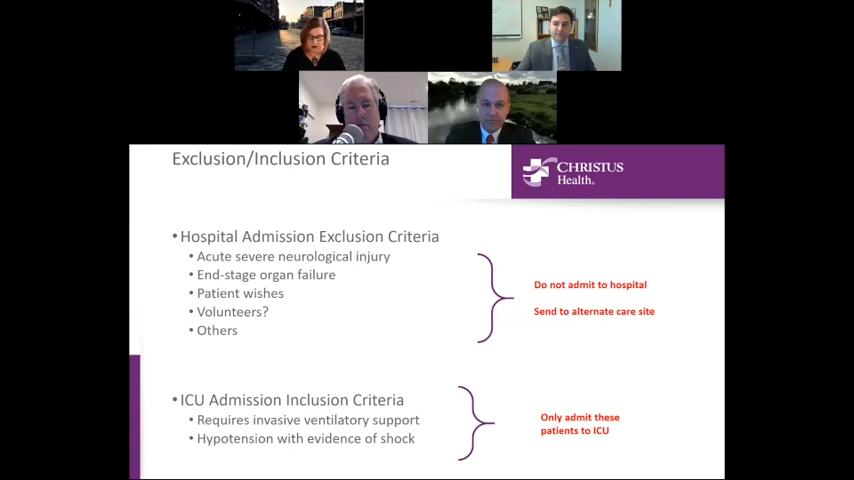 Exclusion/Inclusion Criteria
CHRISTUS
Health®
•Hospital Admission Exclusion Criteria
•Acute severe neurological injury
•End-stage organ failure
•Patient wishes
•Volunteers?
•Others
Do not admit to hospital
Send to alternate care site
•ICU Admission Inclusion Criteria
•Requires invasive ventilatory support
•Hypotension with evidence of shock
Only admit these
patients to ICU